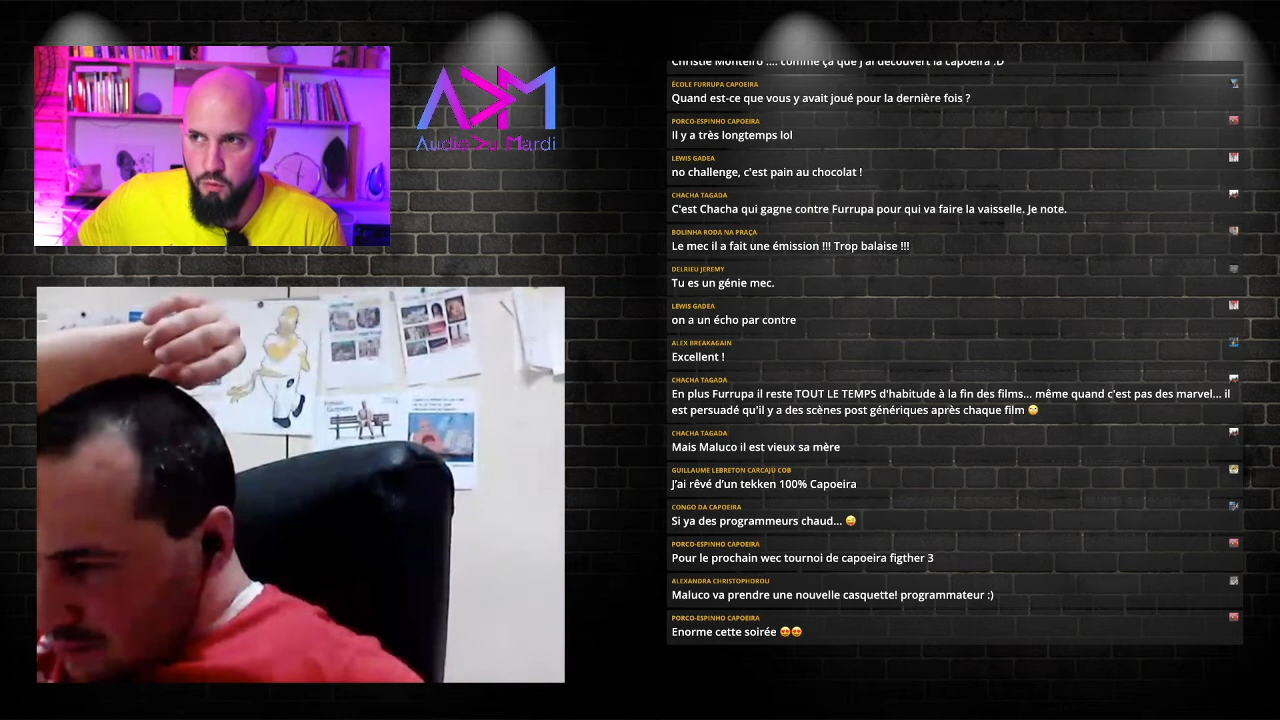 Audio Du Mardi
Christie Monteiro .... comme ça que j'ai découvert la capoeira :D
ÉCOLE FURRUPA CAPOEIRA
Quand est-ce que vous y avait joué pour la dernière fois ?
PORCO-ESPINHO CAPOEIRA
Il y a très longtemps lol
LEWIS GADEA
no challenge, c'est pain au chocolat !
CHACHA TAGADA
C'est Chacha qui gagne contre Furrupa pour qui va faire la vaisselle. Je note.
BOLINHA RODA NA PRAÇA
Le mec il a fait une émission !!! Trop balaise !!!
DELRIEU JEREMY
Tu es un génie mec.
LEWIS GADEA
on a un écho par contre
ALEX BREAKAGAIN
Excellent !
CHACHA TAGADA
En plus Furrupa il reste TOUT LE TEMPS d'habitude à la fin des films... même quand c'est pas des marvel... il
est persuadé qu'il y a des scènes post génériques après chaque film 🙄
CHACHA TAGADA
Mais Maluco il est vieux sa mère
GUILLAUME LEBRETON CARCAJÙ COB
J'ai rêvé d'un tekken 100% Capoeira
CONGO DA CAPOEIRA
Si ya des programmeurs chaud... 😜
PORCO-ESPINHO CAPOEIRA
Pour le prochain wec tournoi de capoeira figther 3
ALEXANDRA CHRISTOPHOROU
Maluco va prendre une nouvelle casquette! programmateur :)
PORCO-ESPINHO CAPOEIRA
Enorme cette soirée 😍😍